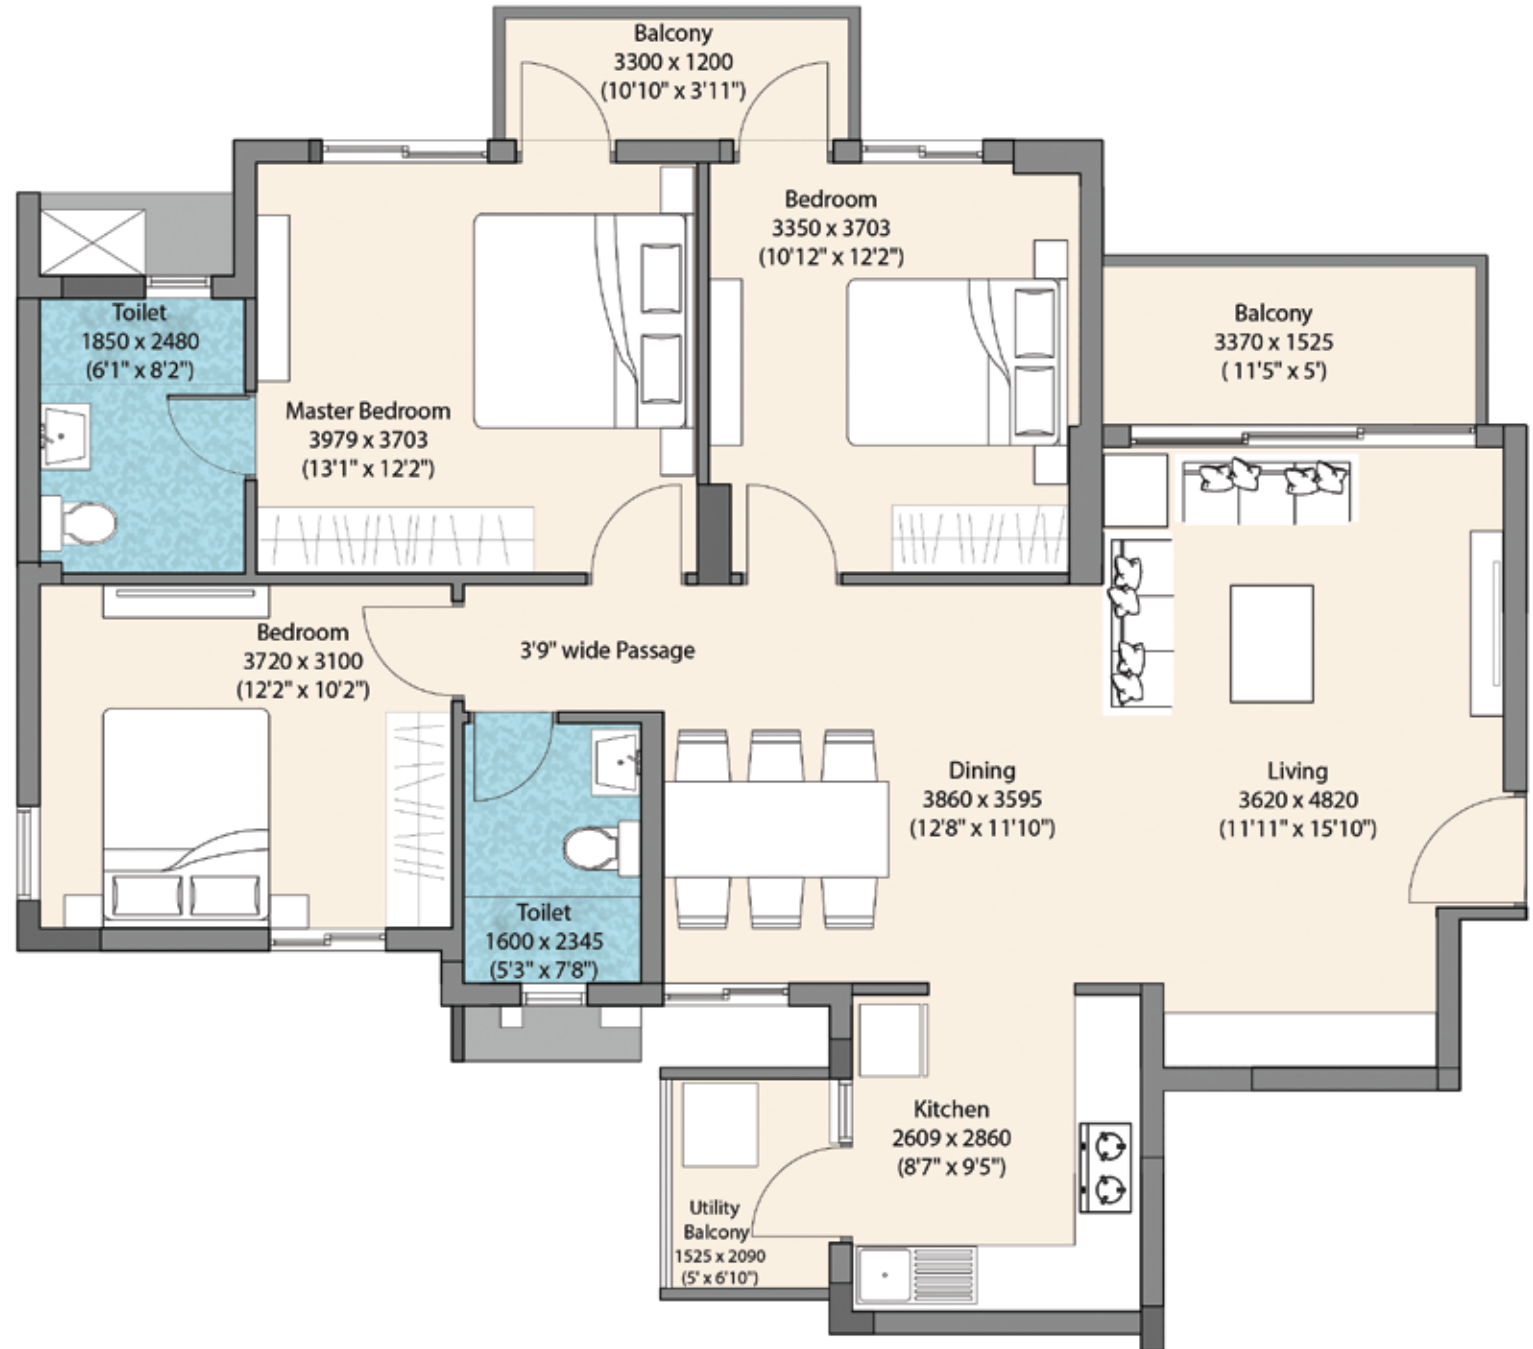 Balcony
3300 x 1200
(10'10" x 3'11")
Bedroom
3350 x 3703
(10'12" x 12'2")
Toilet
1850 x 2480
(6'1" x 8'2")
Balcony
3370 x 1525
( 11'5" x 5')
Master Bedroom
3979 x 3703
(13'1" x 12'2")
Bedroom
3720 x 3100
(12'2" x 10'2")
3'9" wide Passage
Dining
3860 x 3595
(12'8" x 11'10")
Living
3620 x 4820
(11'11" x 15'10")
Toilet
1600 x 2345
(5'3" x 7'8")
Kitchen
2609 x 2860
(8'7" x 9'5")
Utility
Balcony
1525 x 2090
(5' x 6'10")